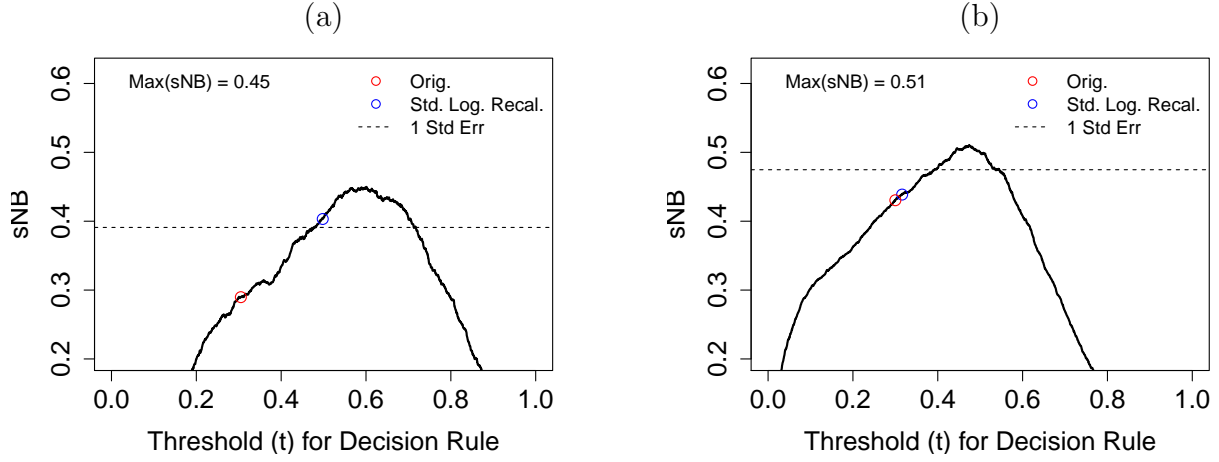 (a)
Max(sNB) = 0.45
Orig.
Std. Log. Recal.
1 Std Err
sNB
0.6
0.5
0.4
0.3
0.2
0.0 0.2 0.4 0.6 0.8 1.0
Threshold (t) for Decision Rule
(b)
Max(sNB) = 0.51
Orig.
Std. Log. Recal.
1 Std Err
sNB
0.6
0.5
0.4
0.3
0.2
0.0 0.2 0.4 0.6 0.8 1.0
Threshold (t) for Decision Rule